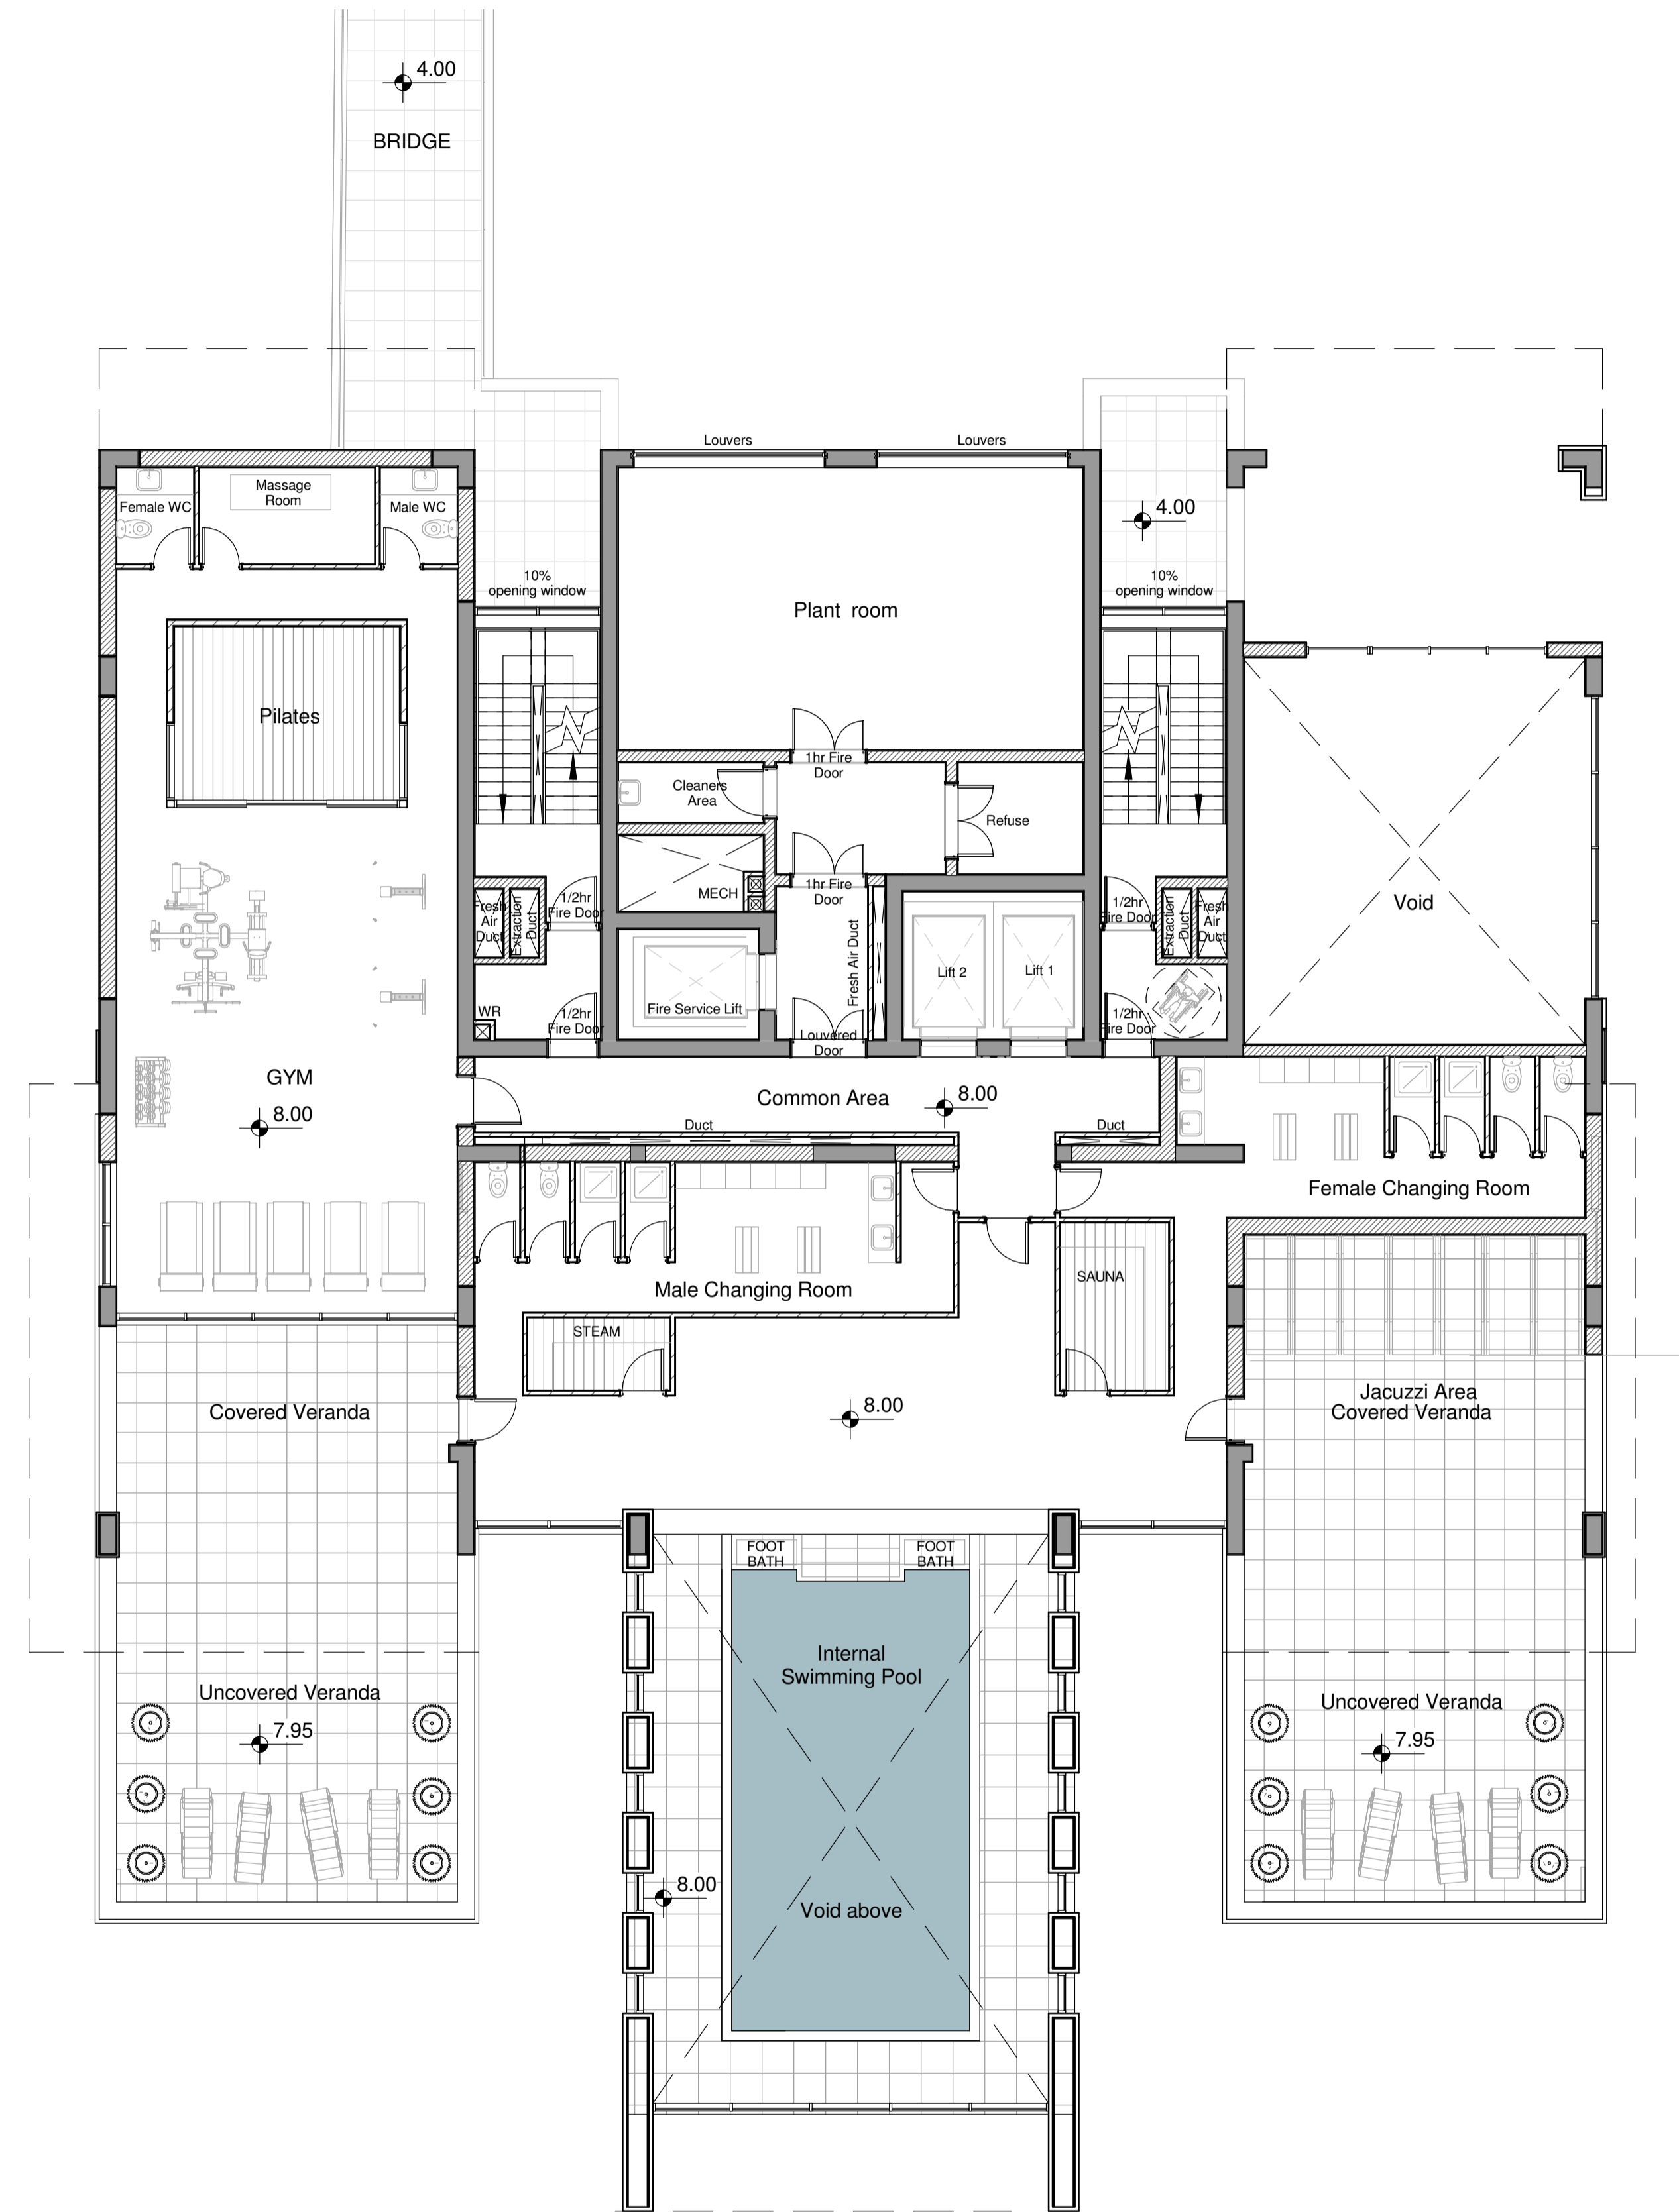 4.00
BRIDGE
Louvers
Louvers
Massage
Room
Female WC
Male WC
4.00
10%
opening window
10%
opening window
Plant room
Pilates
1hr Fire
Door
Cleaners
Area
Refuse
MECH
1hr Fire
Door
Fresh
Air
Duct
Extraction
Duct
1/2hr
Fire Door
1/2hr
Fire Door
Extraction
Duct
Fresh
Air
Duct
Void
Fresh Air Duct
Lift 2
Lift 1
WR
1/2hr
Fire Door
Fire Service Lift
Louvered
Door
1/2hr
Fire Door
GYM
8.00
Common Area
8.00
Duct
Duct
Female Changing Room
Male Changing Room
SAUNA
STEAM
Covered Veranda
8.00
Jacuzzi Area
Covered Veranda
FOOT
BATH
FOOT
BATH
Internal
Swimming Pool
Uncovered Veranda
7.95
Uncovered Veranda
7.95
8.00
Void above